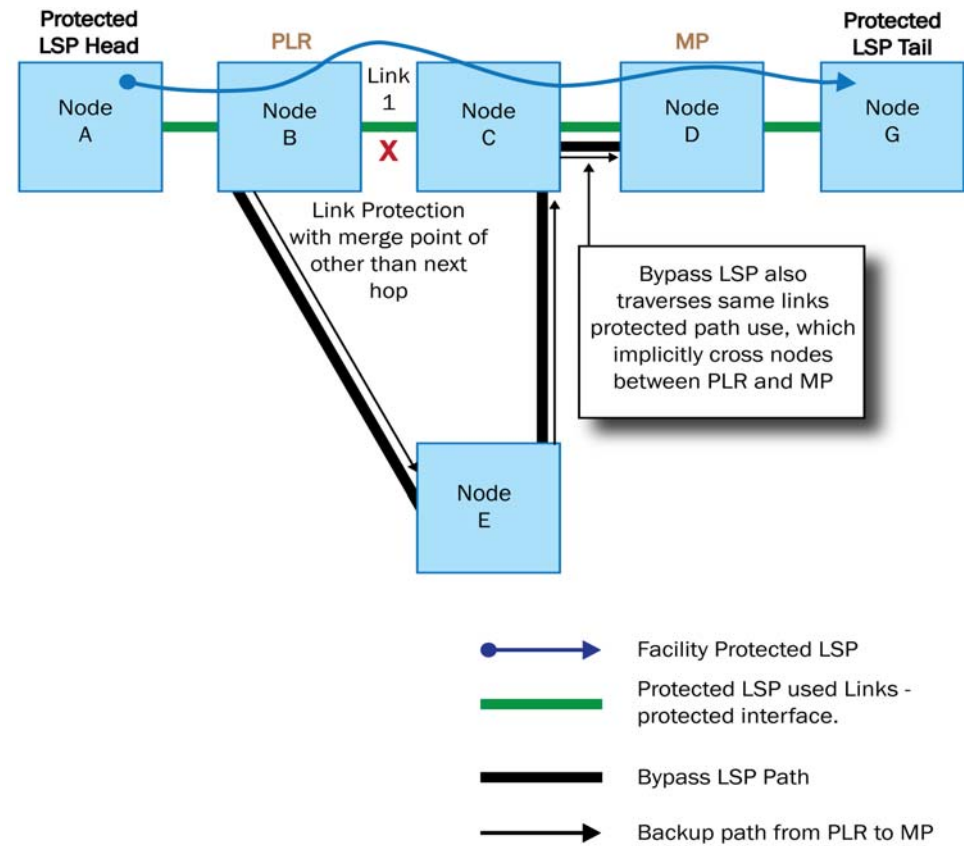 Protected
LSP Head
PLR
MP
Protected
LSP Tail
Node
A
Node
B
Link
1
X
Node
C
Node
D
Node
G
Link Protection
with merge point of
other than next
hop
Bypass LSP also
traverses same links
protected path use, which
implicitly cross nodes
between PLR and MP
Node
E
Facility Protected LSP
Protected LSP used Links -
protected interface.
Bypass LSP Path
Backup path from PLR to MP